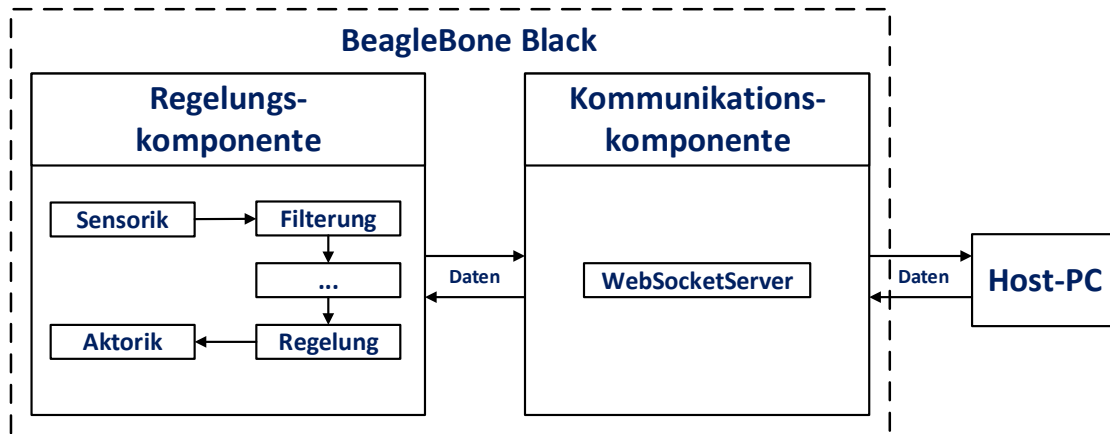 BeagleBone Black
Regelungs-
komponente
Sensorik
Filterung
...
Aktorik
Regelung
Daten
Kommunikations-
komponente
WebSocketServer
Daten
Host-PC